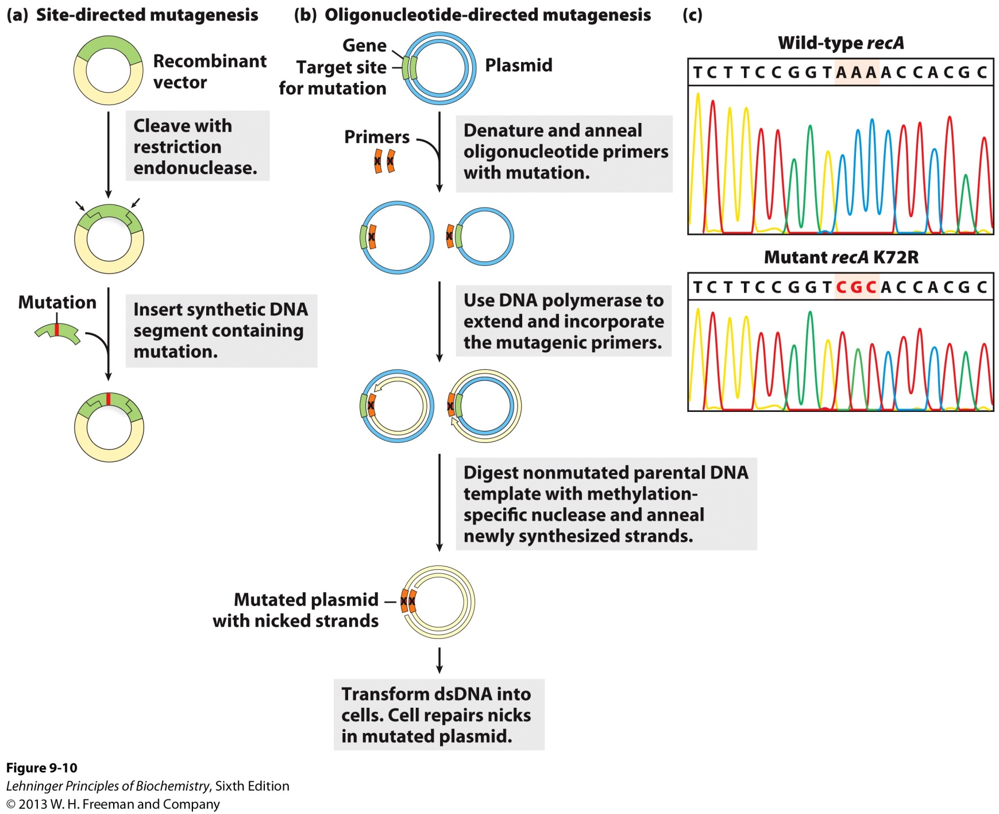 (a) Site-directed mutagenesis
Recombinant
vector
Cleave with
restriction
endonuclease.
Mutation
Insert synthetic DNA
segment containing
mutation.
(b) Oligonucleotide-directed mutagenesis
Gene
Target site
for mutation
Plasmid
Primers
x x
Denature and anneal
oligonucleotide primers
with mutation.
x x
Use DNA polymerase to
extend and incorporate
the mutagenic primers.
x x
Digest nonmutated parental DNA
template with methylation-
specific nuclease and anneal
newly synthesized strands.
Mutated plasmid
with nicked strands
x x
Transform dsDNA into
cells. Cell repairs nicks
in mutated plasmid.
(c)
Wild-type recA
T C T T C C G G T A A A A C C A C G C
Mutant recA K72R
T C T T C C G G T C G C A C C A C G C
Figure 9-10
Lehninger Principles of Biochemistry, Sixth Edition
© 2013 W. H. Freeman and Company